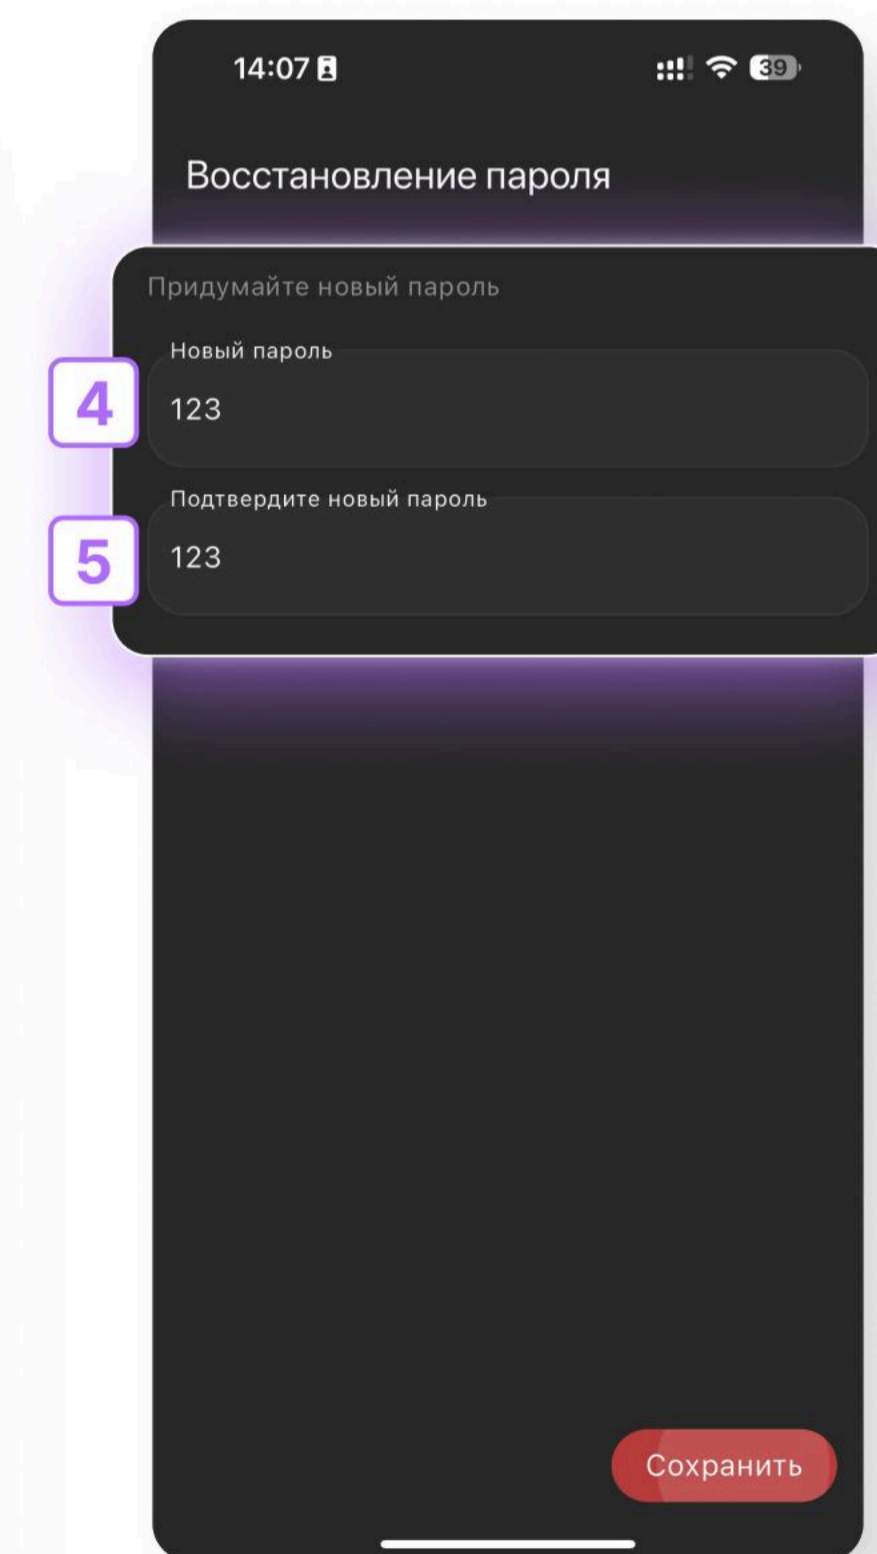 14:07
39
Восстановление пароля
Придумайте новый пароль
Новый пароль
4
123
Подтвердите новый пароль
5
123
Сохранить